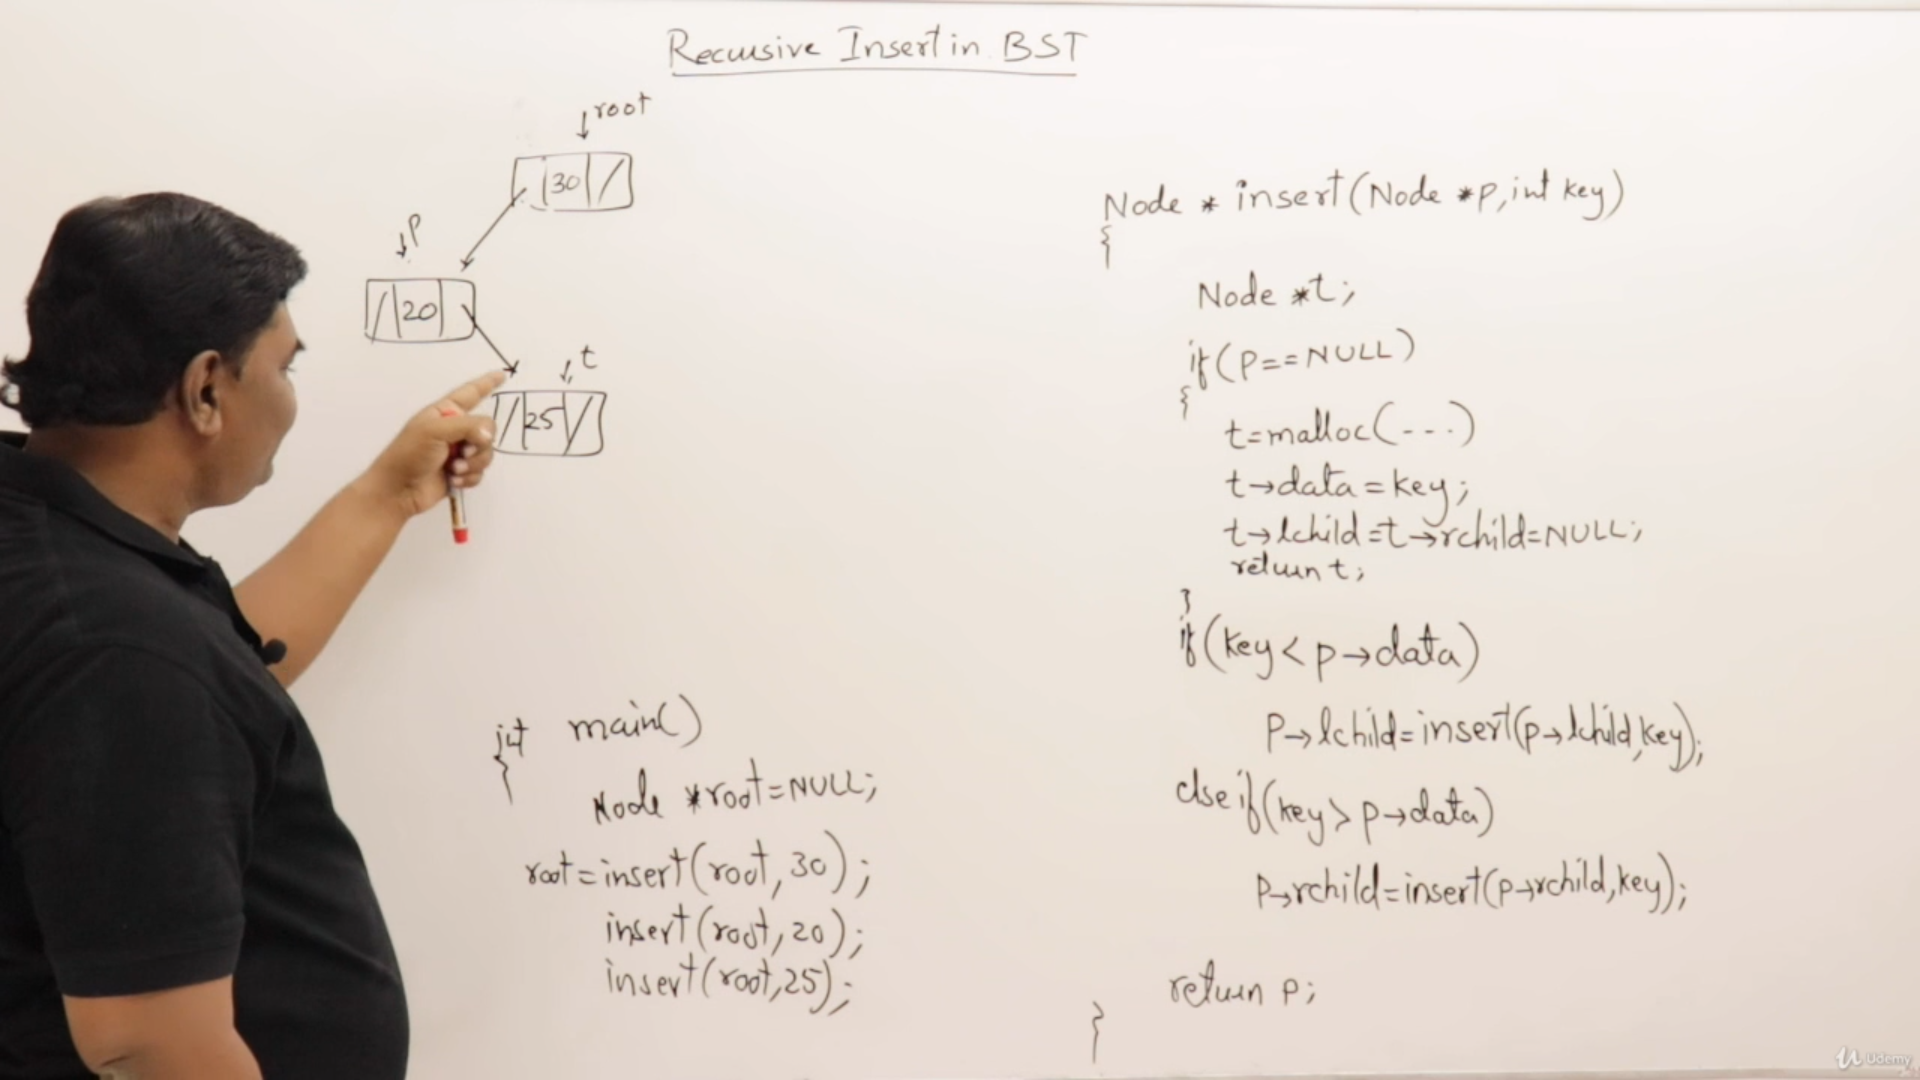 Recursive Insert in BST
root
30
p
20
t
25
int main()
{
Node *root=NULL;
root=insert(root,30);
insert(root,20);
insert(root,25);
Node * insert(Node *p,int key)
{
Node *t;
if(p==NULL)
{
t=malloc(---)
t→data=key;
t→lchild=t→rchild=NULL;
return t;
}
if(key<p→data)
p→lchild=insert(p→lchild,key);
else if(key>p→data)
p→rchild=insert(p→rchild,key);
return p;
}
Udemy